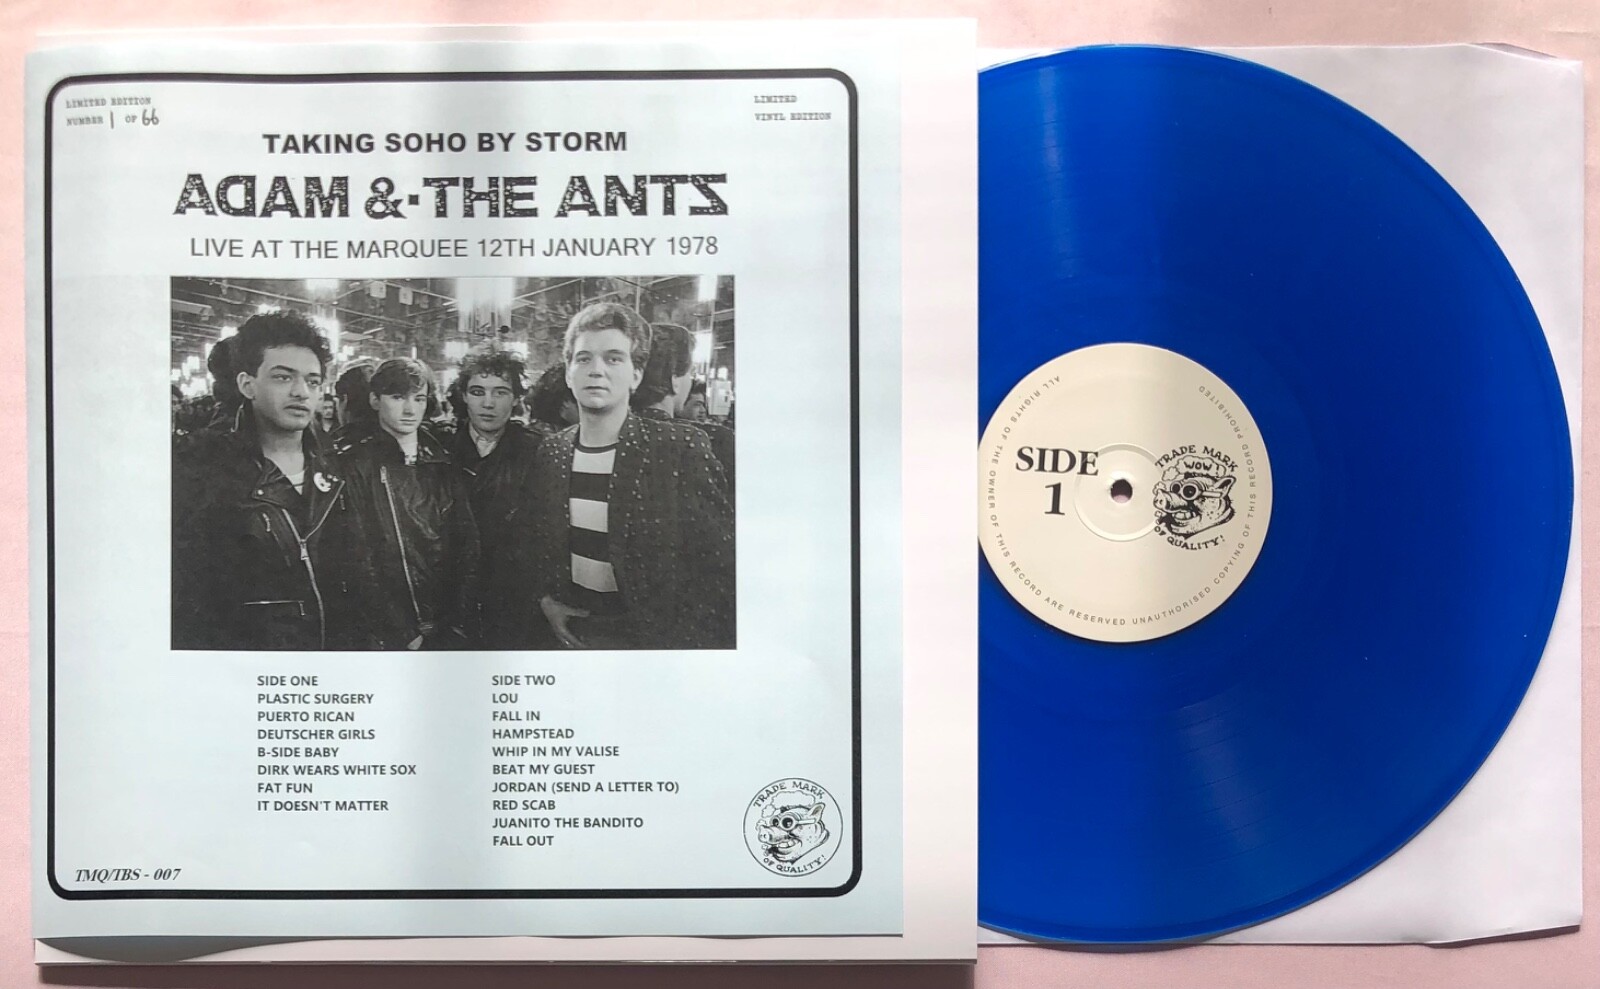 LIMITED EDITION
NUMBER 1 OF 66
LIMITED
VINYL EDITION
TAKING SOHO BY STORM
ADAM &·THE ANTS
LIVE AT THE MARQUEE 12TH JANUARY 1978
SIDE ONE
PLASTIC SURGERY
PUERTO RICAN
DEUTSCHER GIRLS
B-SIDE BABY
DIRK WEARS WHITE SOX
FAT FUN
IT DOESN'T MATTER
SIDE TWO
LOU
FALL IN
HAMPSTEAD
WHIP IN MY VALISE
BEAT MY GUEST
JORDAN (SEND A LETTER TO)
RED SCAB
JUANITO THE BANDITO
FALL OUT
TRADE MARK
OF QUALITY!
TMQ/TBS - 007
SIDE
1
TRADE MARK
WOW
OF QUALITY!
ALL RIGHTS OF THE OWNER OF THIS RECORD ARE RESERVED UNAUTHORISED COPYING OF THIS RECORD PROHIBITED